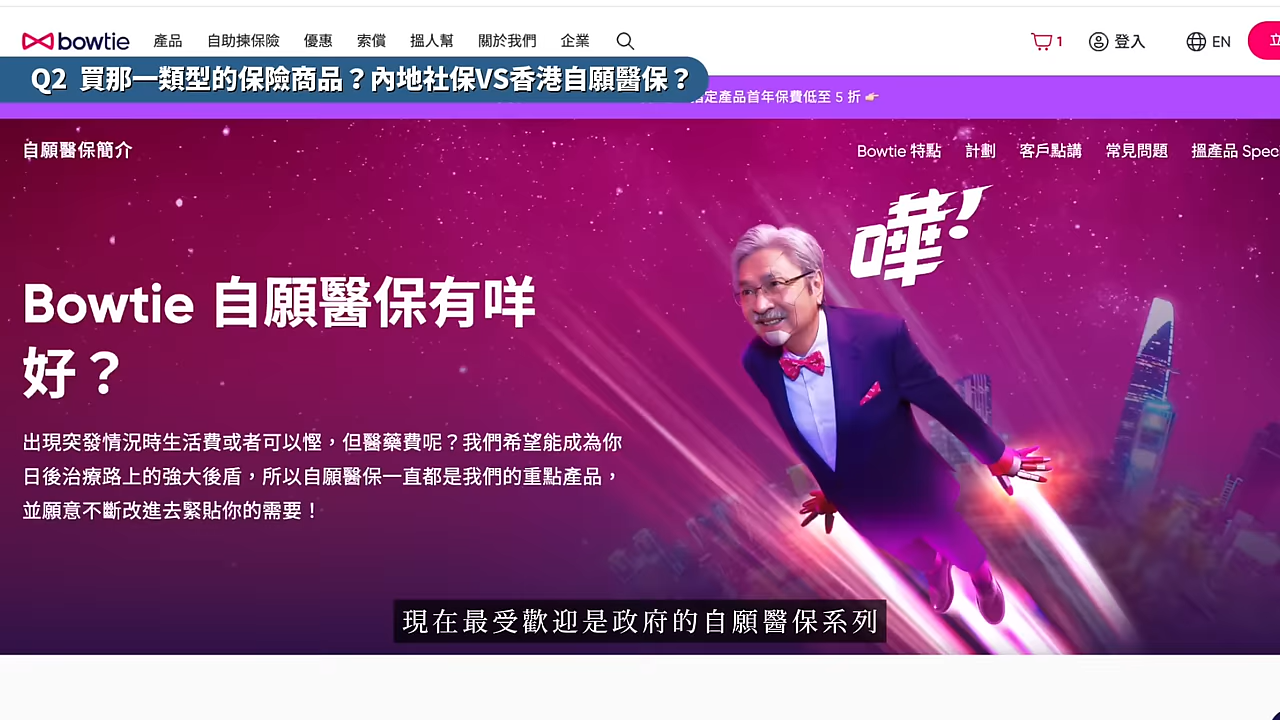 bowtie 產品 自助揀保險 優惠 索償 搵人幫 關於我們 企業 1 登入 EN 立
Q2 買那一類型的保險商品？內地社保VS香港自願醫保？
指定產品首年保費低至 5 折
自願醫保簡介 Bowtie 特點 計劃 客戶點講 常見問題 搵產品 Spec
嘩！
Bowtie 自願醫保有咩
好？
出現突發情況時生活費或者可以慳，但醫藥費呢？我們希望能成為你
日後治療路上的強大後盾，所以自願醫保一直都是我們的重點產品，
並願意不斷改進去緊貼你的需要！
現在最受歡迎是政府的自願醫保系列